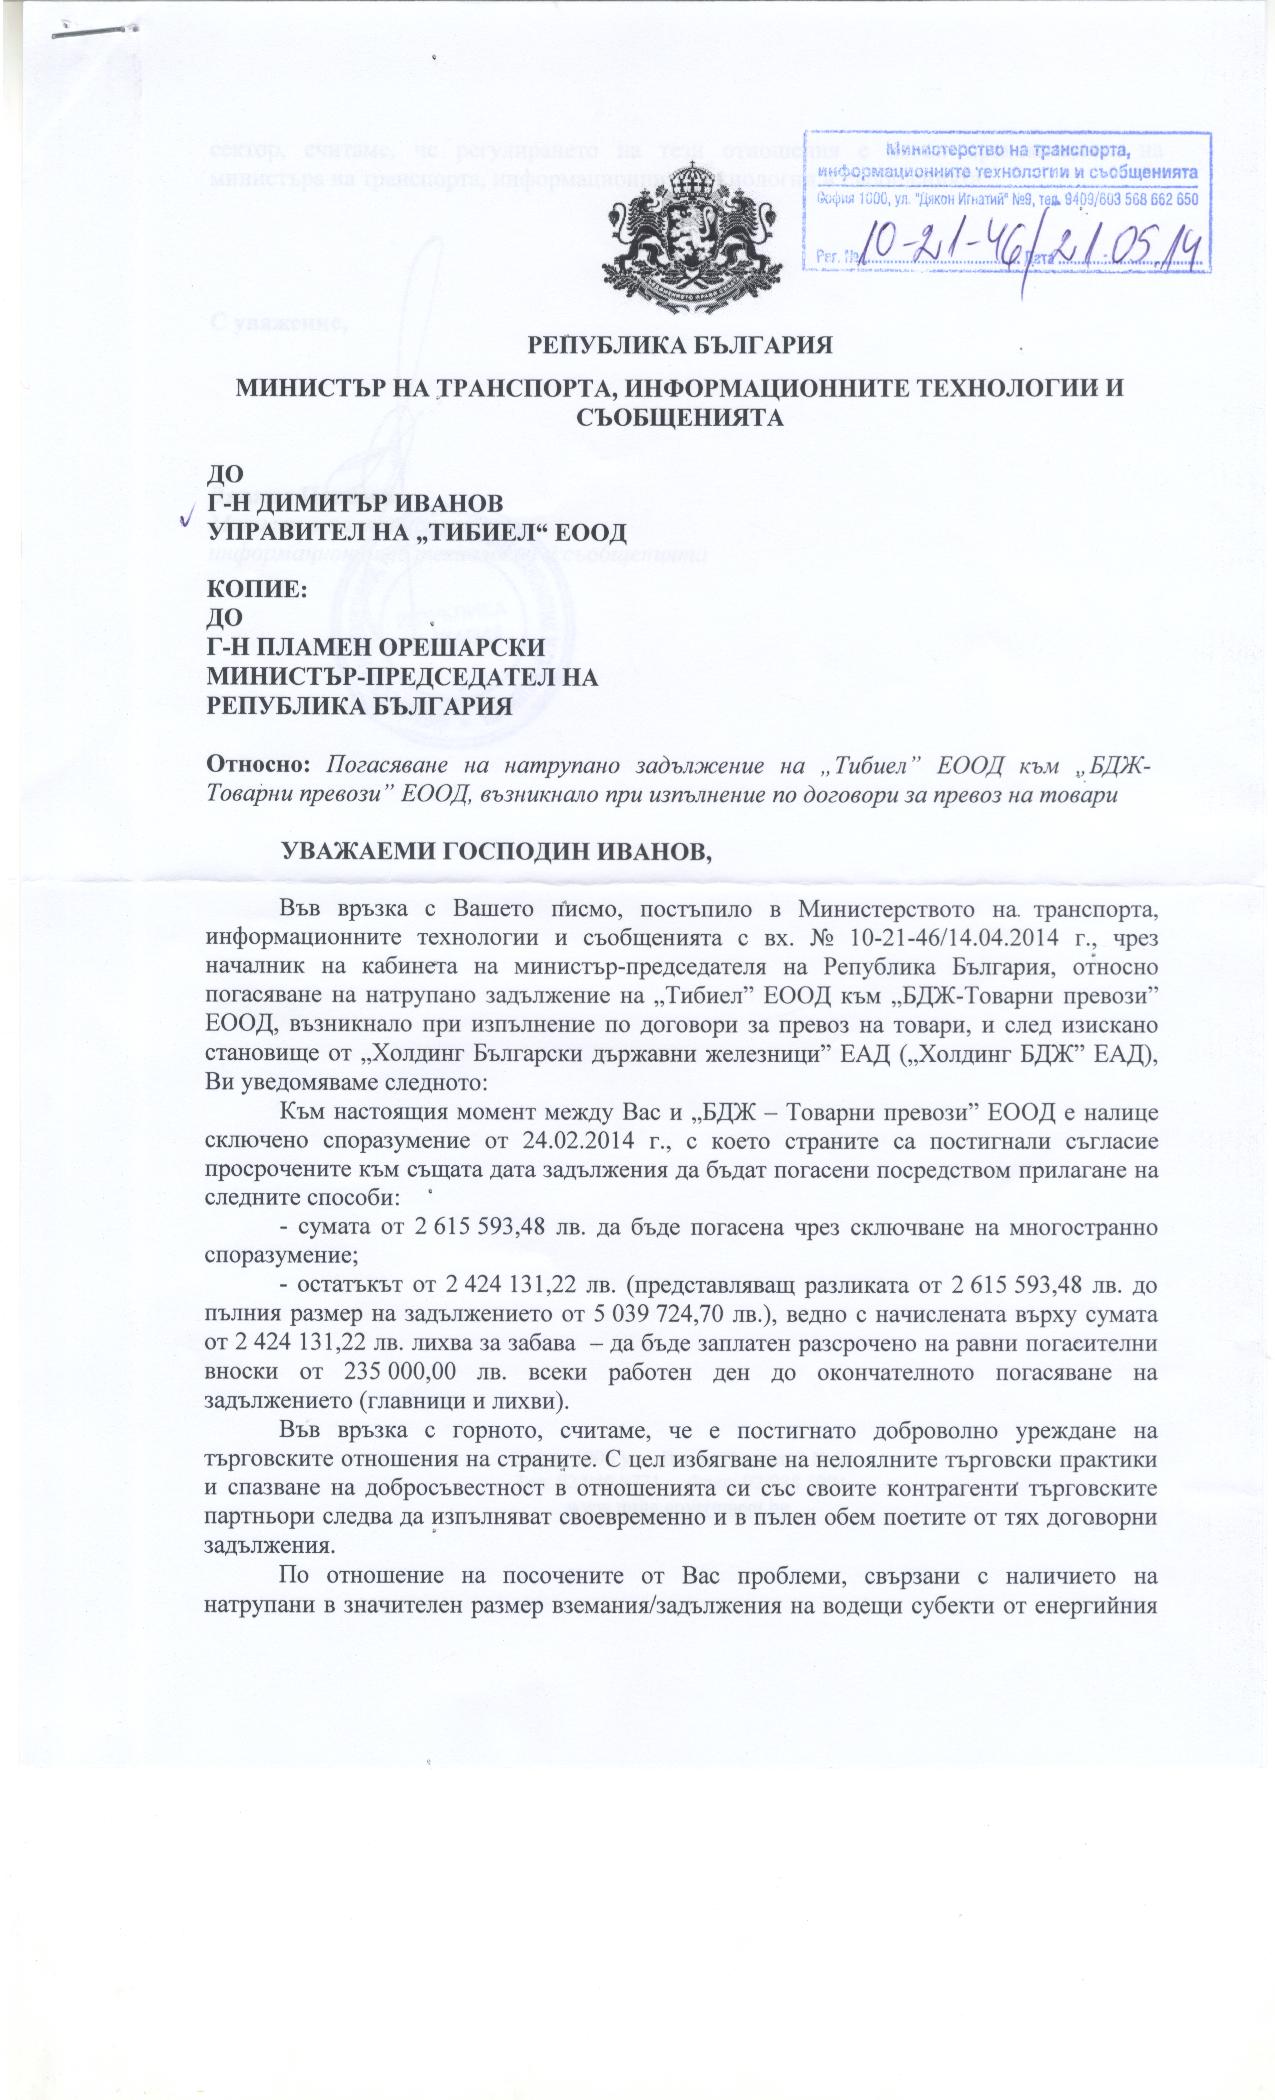 Министерство на транспорта,
информационните технологии и съобщенията
София 1000, ул. "Дякон Игнатий" №9, тел. 9409/603 568 662 650
Рег. № 10-21-46/ Дата 21.05.14
РЕПУБЛИКА БЪЛГАРИЯ
МИНИСТЪР НА ТРАНСПОРТА, ИНФОРМАЦИОННИТЕ ТЕХНОЛОГИИ И
СЪОБЩЕНИЯТА
ДО
Г-Н ДИМИТЪР ИВАНОВ
УПРАВИТЕЛ НА „ТИБИЕЛ“ ЕООД
КОПИЕ:
ДО
Г-Н ПЛАМЕН ОРЕШАРСКИ
МИНИСТЪР-ПРЕДСЕДАТЕЛ НА
РЕПУБЛИКА БЪЛГАРИЯ
Относно: Погасяване на натрупано задължение на „Тибиел” ЕООД към „БДЖ-
Товарни превози” ЕООД, възникнало при изпълнение по договори за превоз на товари
УВАЖАЕМИ ГОСПОДИН ИВАНОВ,
Във връзка с Вашето писмо, постъпило в Министерството на транспорта,
информационните технологии и съобщенията с вх. № 10-21-46/14.04.2014 г., чрез
началник на кабинета на министър-председателя на Република България, относно
погасяване на натрупано задължение на „Тибиел” ЕООД към „БДЖ-Товарни превози”
ЕООД, възникнало при изпълнение по договори за превоз на товари, и след изискано
становище от „Холдинг Български държавни железници” ЕАД („Холдинг БДЖ” ЕАД),
Ви уведомяваме следното:
Към настоящия момент между Вас и „БДЖ – Товарни превози” ЕООД е налице
сключено споразумение от 24.02.2014 г., с което страните са постигнали съгласие
просрочените към същата дата задължения да бъдат погасени посредством прилагане на
следните способи:
- сумата от 2 615 593,48 лв. да бъде погасена чрез сключване на многостранно
споразумение;
- остатъкът от 2 424 131,22 лв. (представляващ разликата от 2 615 593,48 лв. до
пълния размер на задължението от 5 039 724,70 лв.), ведно с начислената върху сумата
от 2 424 131,22 лв. лихва за забава – да бъде заплатен разсрочено на равни погасителни
вноски от 235 000,00 лв. всеки работен ден до окончателното погасяване на
задължението (главници и лихви).
Във връзка с горното, считаме, че е постигнато доброволно уреждане на
търговските отношения на страните. С цел избягване на нелоялните търговски практики
и спазване на добросъвестност в отношенията си със своите контрагенти търговските
партньори следва да изпълняват своевременно и в пълен обем поетите от тях договорни
задължения.
По отношение на посочените от Вас проблеми, свързани с наличието на
натрупани в значителен размер вземания/задължения на водещи субекти от енергийния